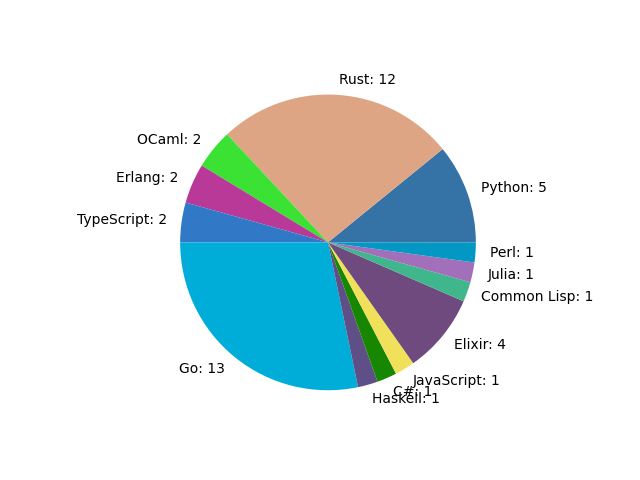 Rust: 12
OCaml: 2
Erlang: 2
Python: 5
TypeScript: 2
Perl: 1
Julia: 1
Common Lisp: 1
Elixir: 4
Go: 13
JavaScript: 1
C#: 1
Haskell: 1